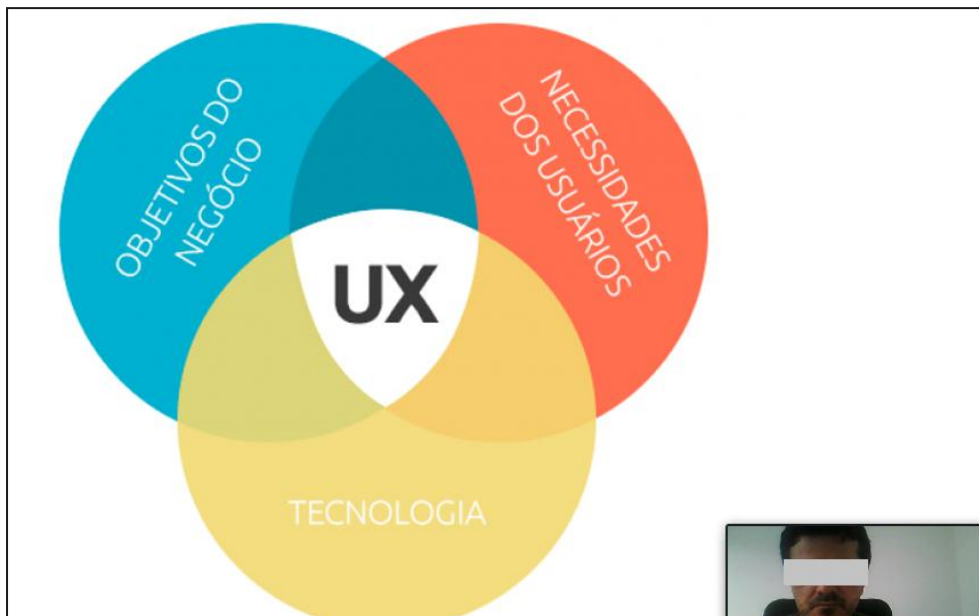 OBJETIVOS DO
NEGÓCIO
NECESSIDADES
DOS USUÁRIOS
UX
TECNOLOGIA